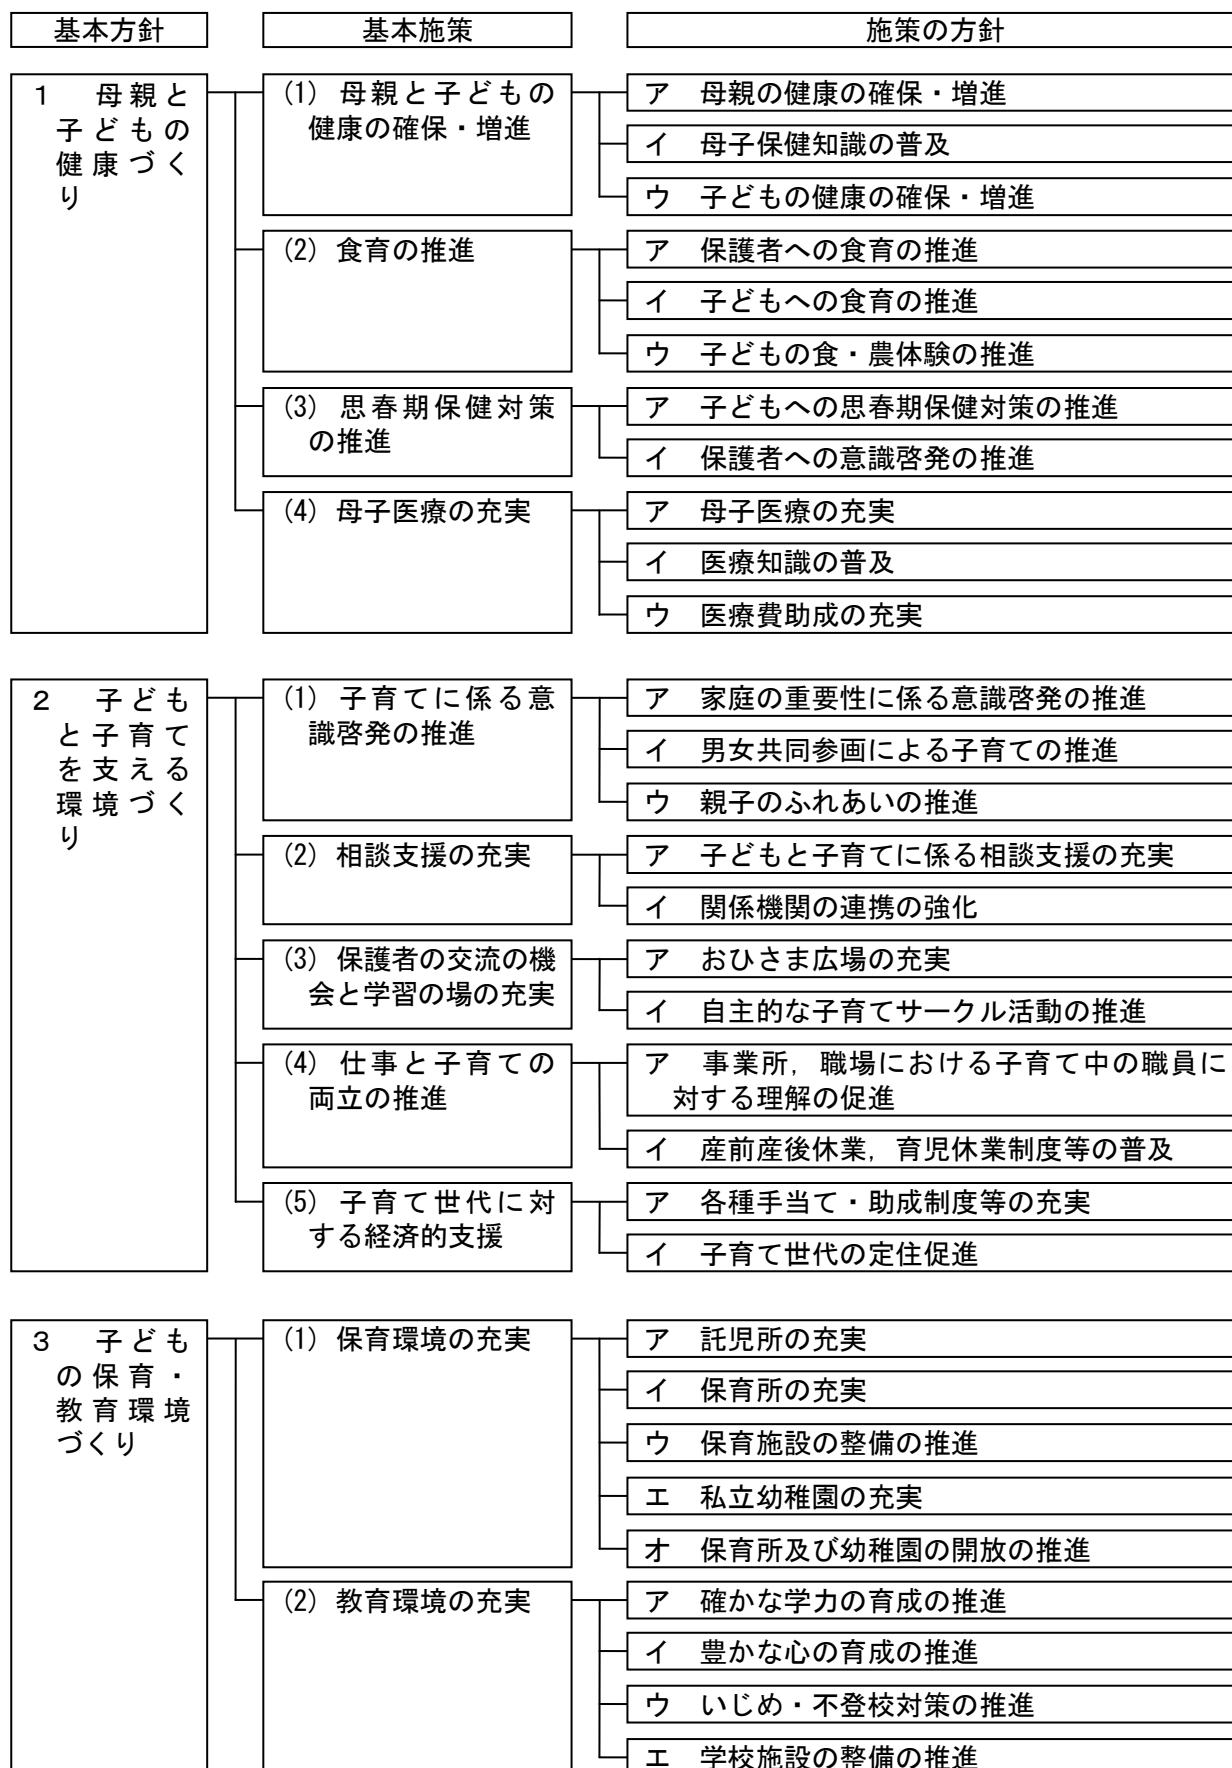 基本方針
基本施策
施策の方針
１　母親と
子どもの
健康づく
り
(1) 母親と子どもの
健康の確保・増進
ア　母親の健康の確保・増進
イ　母子保健知識の普及
ウ　子どもの健康の確保・増進
(2) 食育の推進
ア　保護者への食育の推進
イ　子どもへの食育の推進
ウ　子どもの食・農体験の推進
(3) 思春期保健対策
の推進
ア　子どもへの思春期保健対策の推進
イ　保護者への意識啓発の推進
(4) 母子医療の充実
ア　母子医療の充実
イ　医療知識の普及
ウ　医療費助成の充実
２　子ども
と子育て
を支える
環境づく
り
(1) 子育てに係る意
識啓発の推進
ア　家庭の重要性に係る意識啓発の推進
イ　男女共同参画による子育ての推進
ウ　親子のふれあいの推進
(2) 相談支援の充実
ア　子どもと子育てに係る相談支援の充実
イ　関係機関の連携の強化
(3) 保護者の交流の機
会と学習の場の充実
ア　おひさま広場の充実
イ　自主的な子育てサークル活動の推進
(4) 仕事と子育ての
両立の推進
ア　事業所，職場における子育て中の職員に
対する理解の促進
イ　産前産後休業，育児休業制度等の普及
(5) 子育て世代に対
する経済的支援
ア　各種手当て・助成制度等の充実
イ　子育て世代の定住促進
３　子ども
の保育・
教育環境
づくり
(1) 保育環境の充実
ア　託児所の充実
イ　保育所の充実
ウ　保育施設の整備の推進
エ　私立幼稚園の充実
オ　保育所及び幼稚園の開放の推進
(2) 教育環境の充実
ア　確かな学力の育成の推進
イ　豊かな心の育成の推進
ウ　いじめ・不登校対策の推進
エ　学校施設の整備の推進